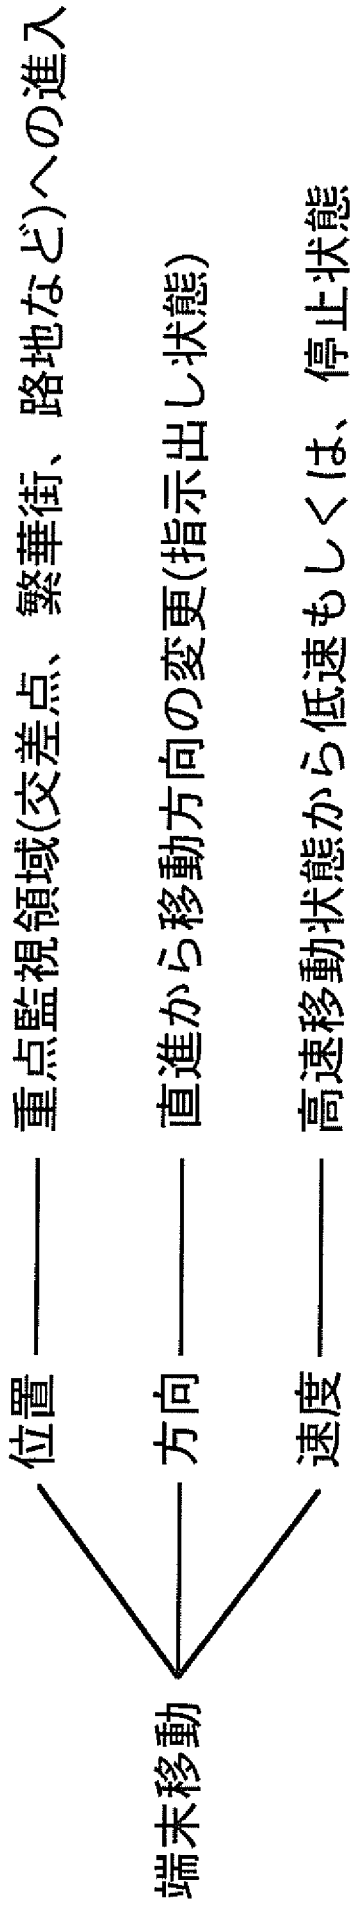 端末移動
位置
重点監視領域(交差点、繁華街、路地など)への進入
方向
直進から移動方向の変更(指示出し状態)
速度
高速移動状態から低速もしくは、停止状態